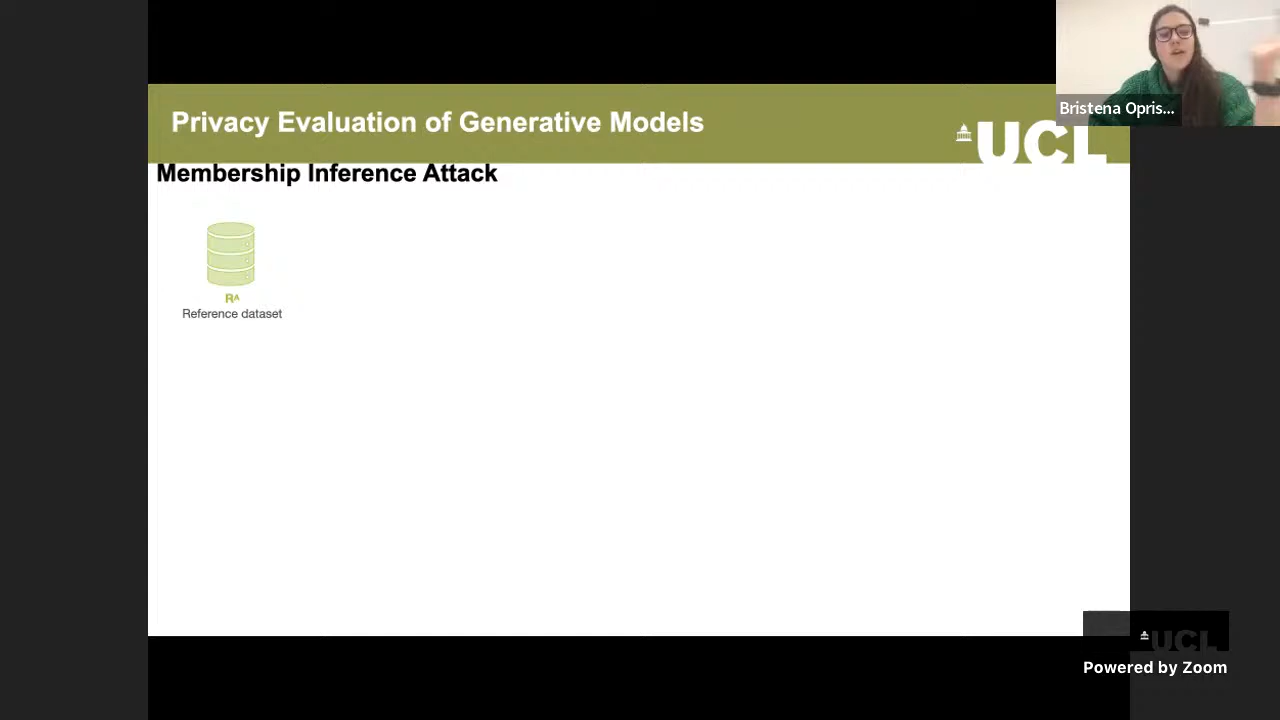 Privacy Evaluation of Generative Models
UCL
Bristena Opris...
Membership Inference Attack
Rᴬ
Reference dataset
UCL
Powered by Zoom